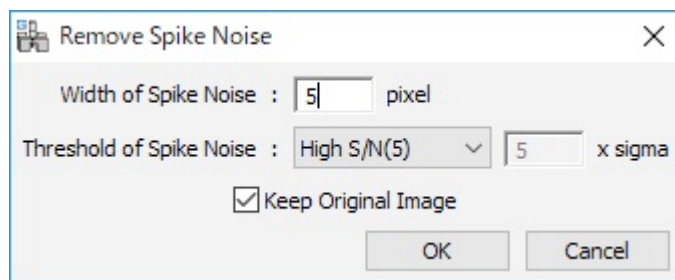 Remove Spike Noise
Width of Spike Noise : 5 pixel
Threshold of Spike Noise : High S/N(5) 5 x sigma
Keep Original Image
OK Cancel